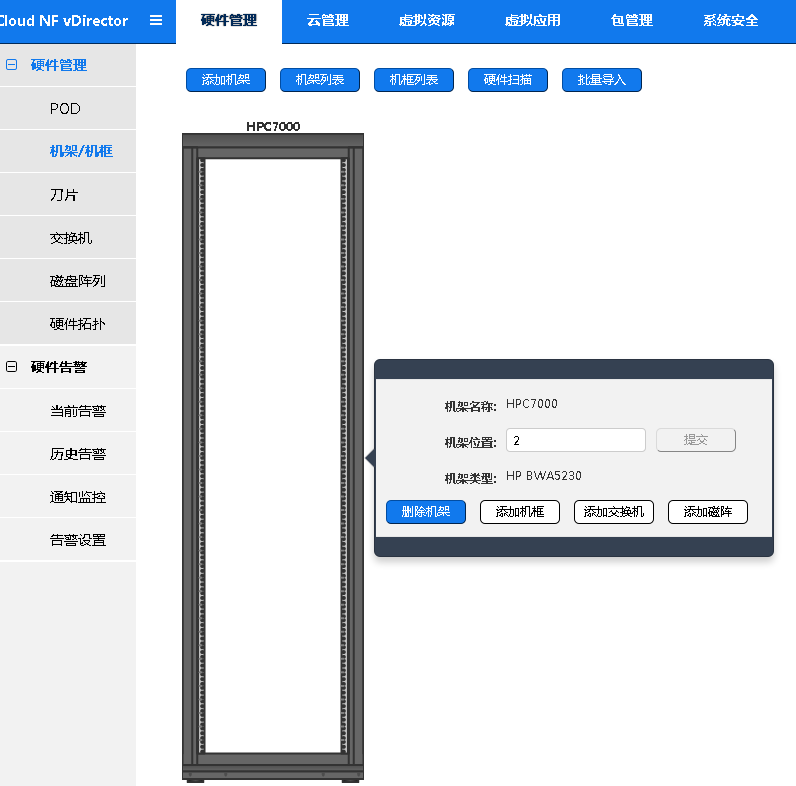 Cloud NF vDirector
硬件管理 云管理 虚拟资源 虚拟应用 包管理 系统安全
硬件管理
POD
机架/机框
刀片
交换机
磁盘阵列
硬件拓扑
硬件告警
当前告警
历史告警
通知监控
告警设置
添加机架 机架列表 机框列表 硬件扫描 批量导入
HPC7000
机架名称: HPC7000
机架位置: 2 提交
机架类型: HP BWA5230
删除机架 添加机框 添加交换机 添加磁阵